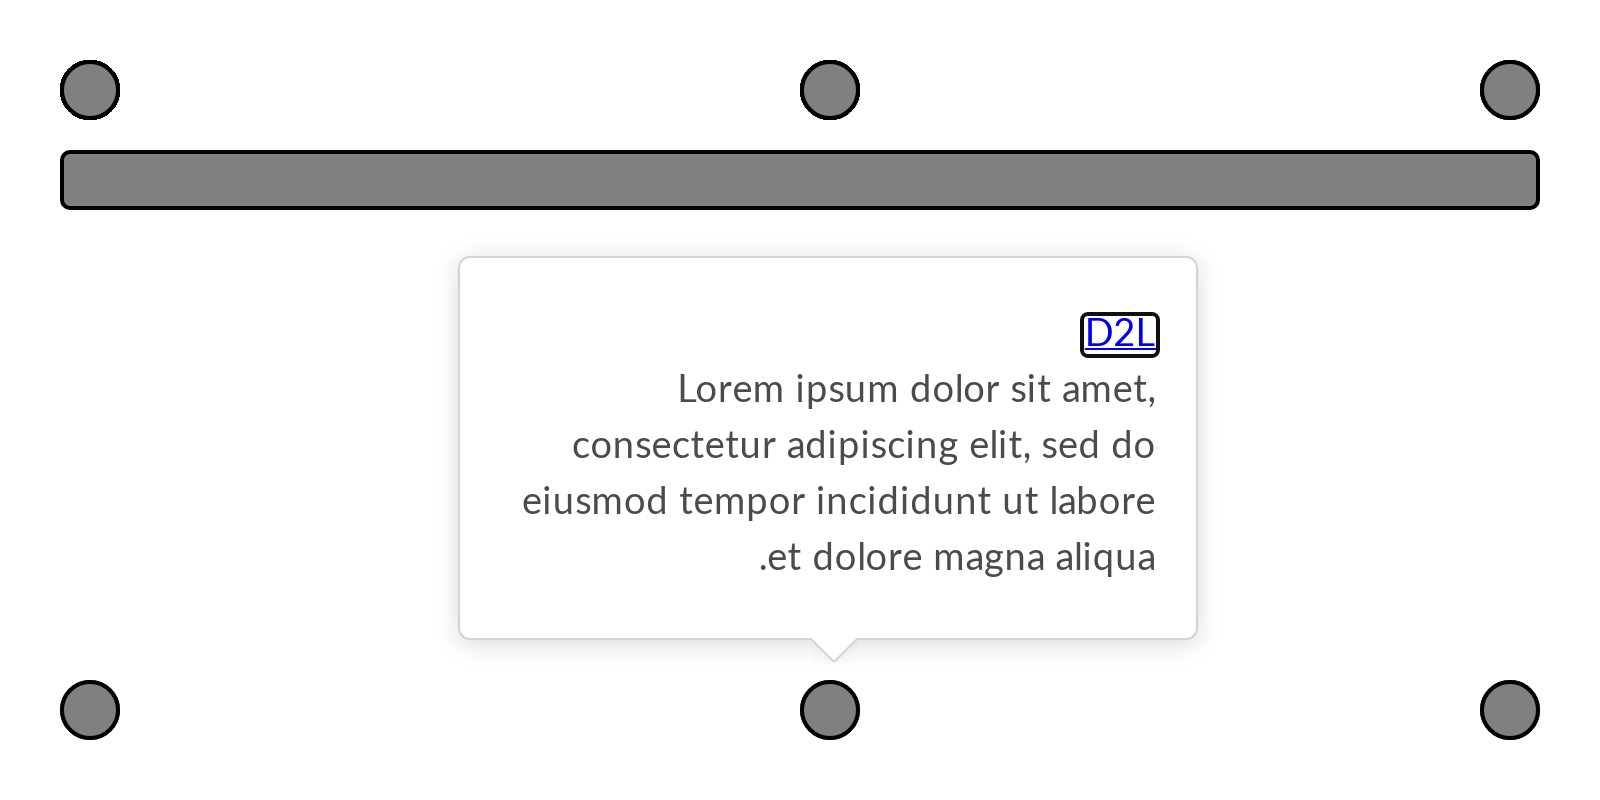 D2L
Lorem ipsum dolor sit amet,
consectetur adipiscing elit, sed do
eiusmod tempor incididunt ut labore
.et dolore magna aliqua